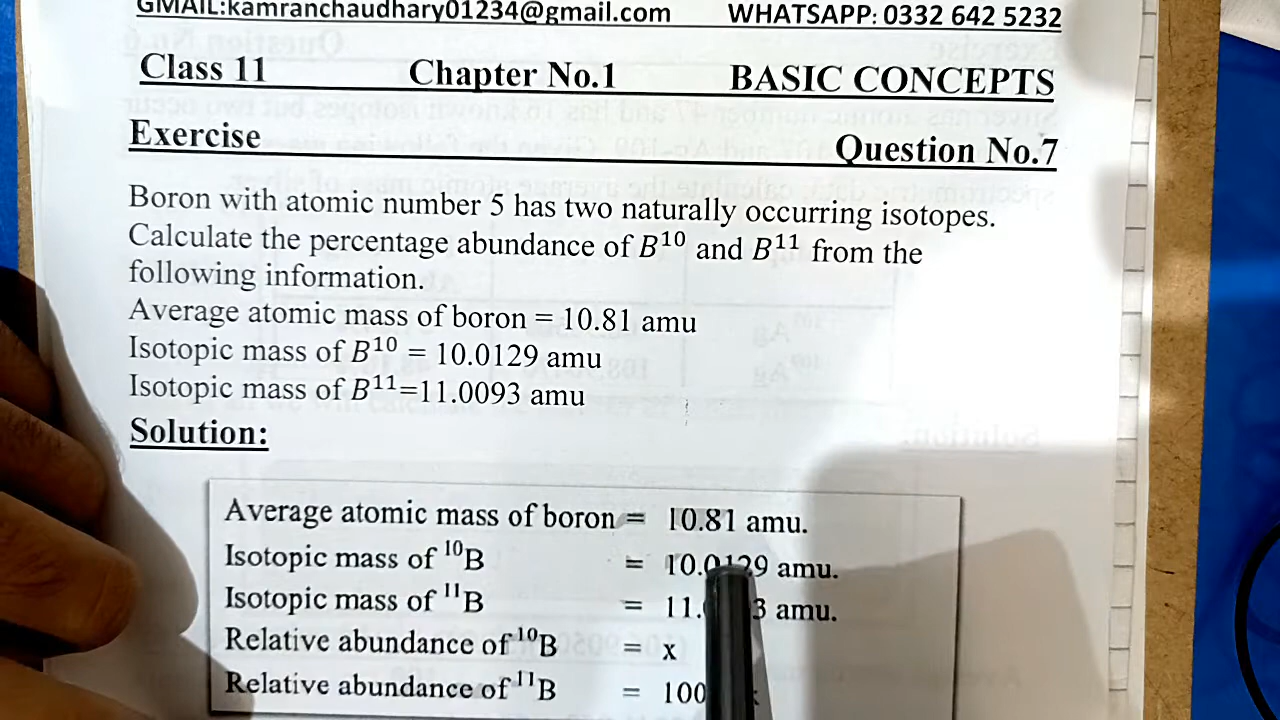 GMAIL:kamranchaudhary01234@gmail.com WHATSAPP: 0332 642 5232
Class 11 Chapter No.1 BASIC CONCEPTS
Exercise Question No.7
Boron with atomic number 5 has two naturally occurring isotopes.
Calculate the percentage abundance of B¹⁰ and B¹¹ from the
following information.
Average atomic mass of boron = 10.81 amu
Isotopic mass of B¹⁰ = 10.0129 amu
Isotopic mass of B¹¹=11.0093 amu
Solution:
Average atomic mass of boron = 10.81 amu.
Isotopic mass of ¹⁰B = 10.0129 amu.
Isotopic mass of ¹¹B = 11. 3 amu.
Relative abundance of ¹⁰B = x
Relative abundance of ¹¹B = 100